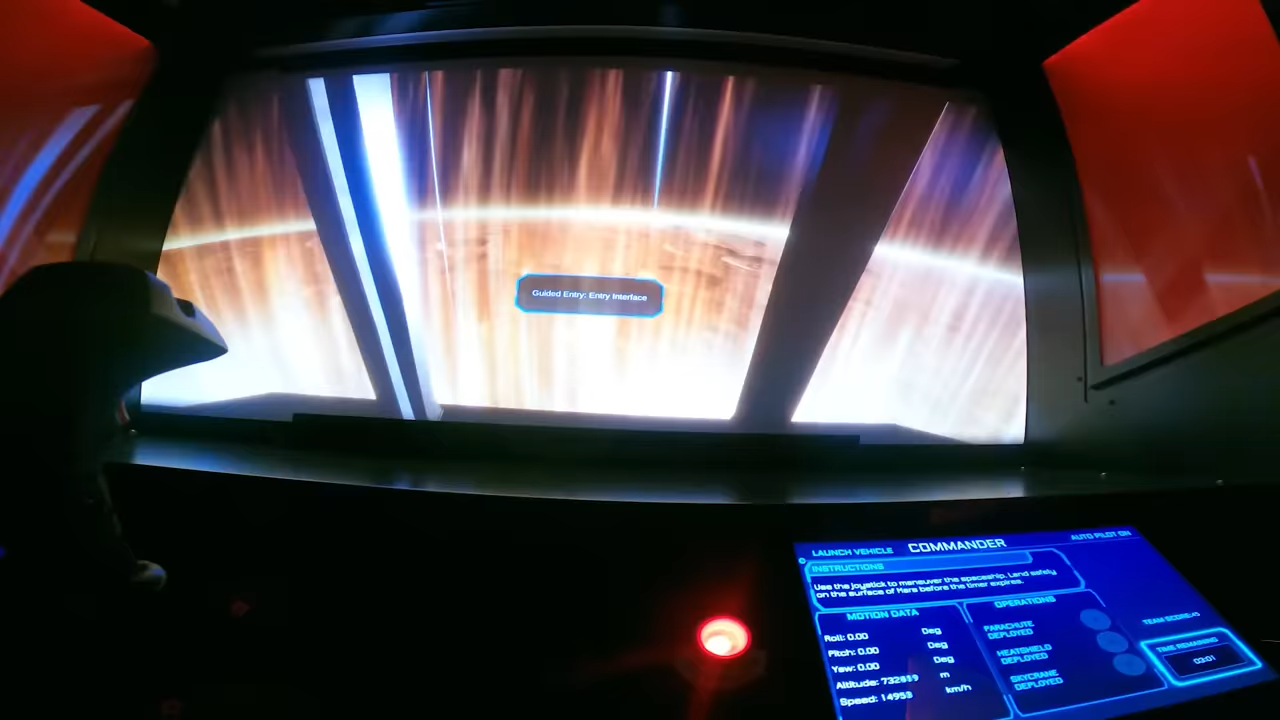 Guided Entry: Entry Interface
LAUNCH VEHICLE COMMANDER AUTO PILOT ON
INSTRUCTIONS
Use the joystick to maneuver the spaceship. Land safely
on the surface of Mars before the timer expires.
MOTION DATA
Roll: 0.00 Deg
Pitch: 0.00 Deg
Yaw: 0.00 Deg
Altitude: 732819 m
Speed: 14953 km/h
OPERATIONS
PARACHUTE
DEPLOYED
HEATSHIELD
DEPLOYED
SKYCRANE
DEPLOYED
TEAM SCORE:
TIME REMAINING
03:01